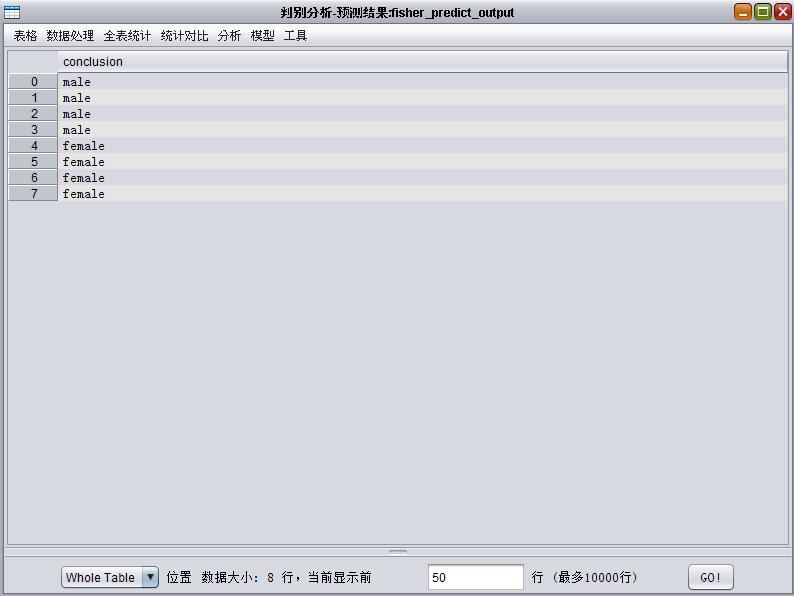 判别分析-预测结果:fisher_predict_output
表格 数据处理 全表统计 统计对比 分析 模型 工具
conclusion
0 male
1 male
2 male
3 male
4 female
5 female
6 female
7 female
Whole Table 位置 数据大小: 8 行，当前显示前 50 行 (最多10000行) GO!